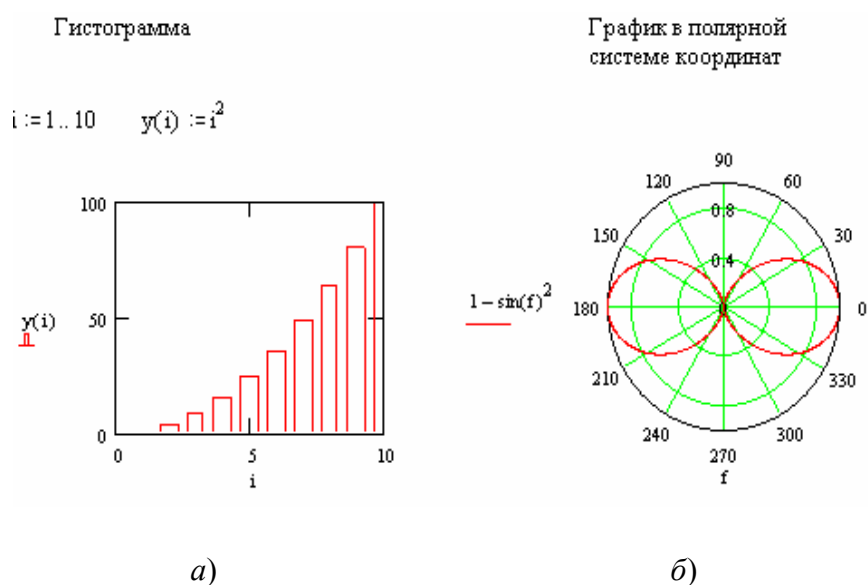 Гистограмма
i := 1 .. 10 y(i) := i²
100
50
0
y(i)
0 5 10
i
а)
График в полярной
системе координат
1 − sin(f)²
90
120 60
150 30
0.8
0.4
180 0 0
210 330
240 300
270
f
б)